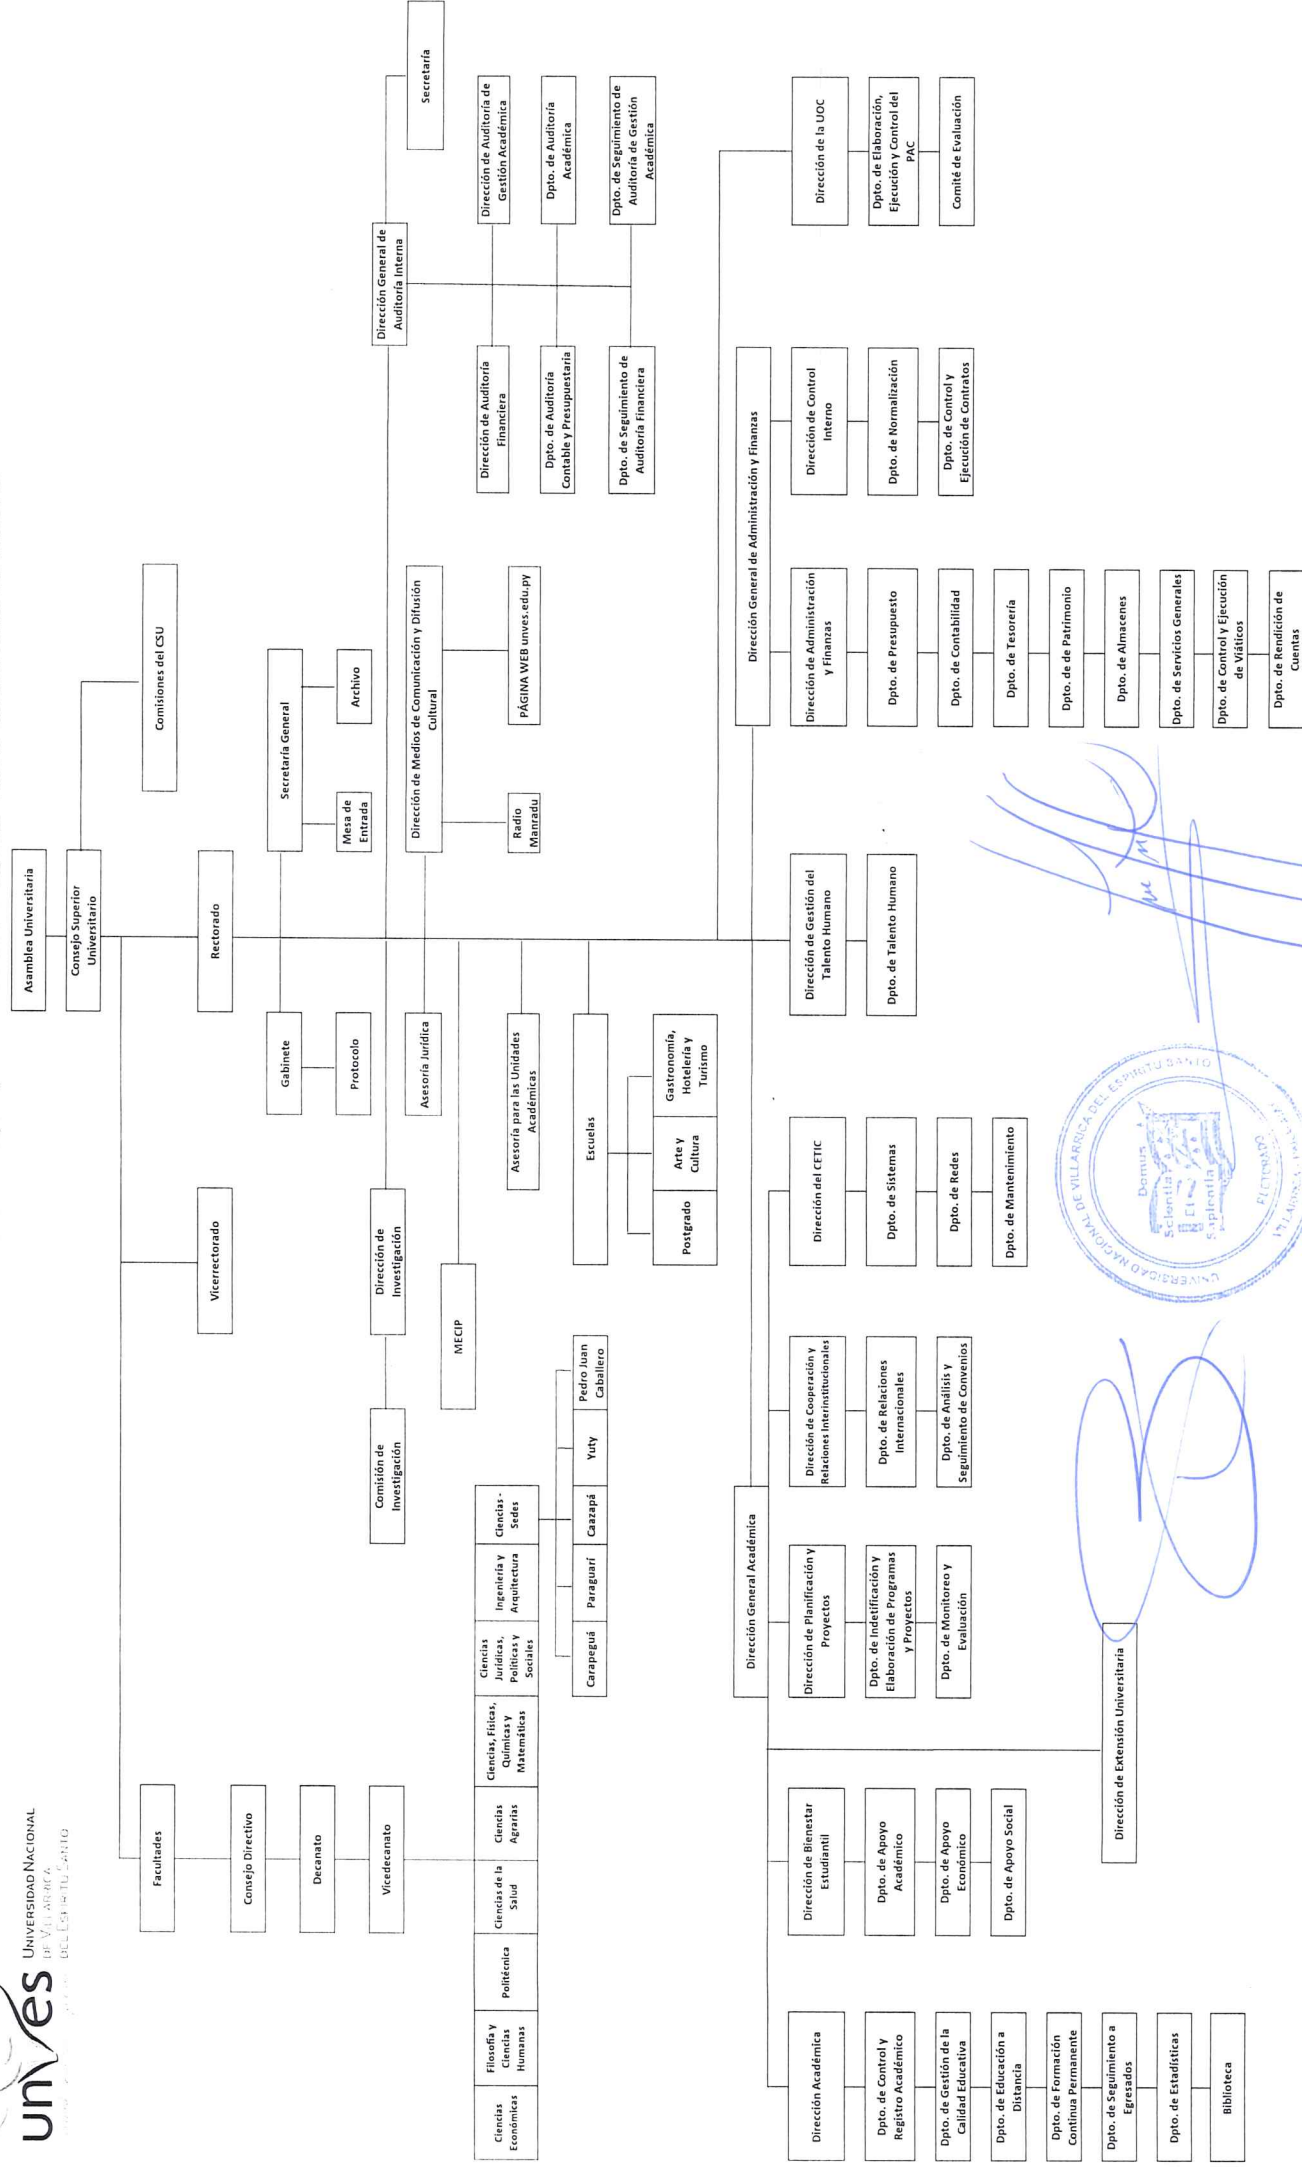 unves
UNIVERSIDAD NACIONAL
DE VILLARRICA
DEL ESPIRITU SANTO
Asamblea Universitaria
Consejo Superior
Universitario
Comisiones del CSU
Facultades
Vicerrectorado
Rectorado
Consejo Directivo
Decanato
Vicedecanato
Gabinete
Protocolo
Secretaría General
Mesa de
Entrada
Archivo
Comisión de
Investigación
Dirección de
Investigación
Dirección General de
Auditoría Interna
Secretaría
Asesoría Jurídica
Dirección de Medios de Comunicación y Difusión
Cultural
Radio
Manradu
PÁGINA WEB unves.edu.py
MECIP
Dirección de Auditoría
Financiera
Dirección de Auditoría de
Gestión Académica
Dpto. de Auditoría
Contable y Presupuestaria
Dpto. de Auditoría
Académica
Dpto. de Seguimiento de
Auditoría Financiera
Dpto. de Seguimiento de
Auditoría de Gestión
Académica
Ciencias
Económicas
Filosofía y
Ciencias
Humanas
Politécnica
Ciencias de la
Salud
Ciencias
Agrarias
Ciencias, Físicas,
Químicas y
Matemáticas
Ciencias
Jurídicas,
Políticas y
Sociales
Ingeniería y
Arquitectura
Ciencias -
Sedes
Carapeguá
Paraguarí
Caazapá
Yuty
Pedro Juan
Caballero
Asesoría para las Unidades
Académicas
Escuelas
Postgrado
Arte y
Cultura
Gastronomía,
Hotelería y
Turismo
Dirección General Académica
Dirección General de Administración y Finanzas
Dirección Académica
Dpto. de Control y
Registro Académico
Dpto. de Gestión de la
Calidad Educativa
Dpto. de Educación a
Distancia
Dpto. de Formación
Continua Permanente
Dpto. de Seguimiento a
Egresados
Dpto. de Estadísticas
Biblioteca
Dirección de Bienestar
Estudiantil
Dpto. de Apoyo
Académico
Dpto. de Apoyo
Económico
Dpto. de Apoyo Social
Dirección de Extensión Universitaria
Dirección de Planificación y
Proyectos
Dpto. de Indetificación y
Elaboración de Programas
y Proyectos
Dpto. de Monitoreo y
Evaluación
Dirección de Cooperación y
Relaciones Interinstitucionales
Dpto. de Relaciones
Internacionales
Dpto. de Análisis y
Seguimiento de Convenios
Dirección del CETIC
Dpto. de Sistemas
Dpto. de Redes
Dpto. de Mantenimiento
Dirección de Gestión del
Talento Humano
Dpto. de Talento Humano
Dirección de Administración
y Finanzas
Dpto. de Presupuesto
Dpto. de Contabilidad
Dpto. de Tesorería
Dpto. de de Patrimonio
Dpto. de Almacenes
Dpto. de Servicios Generales
Dpto. de Control y Ejecución
de Viáticos
Dpto. de Rendición de
Cuentas
Dirección de Control
Interno
Dpto. de Normalización
Dpto. de Control y
Ejecución de Contratos
Dirección de la UOC
Dpto. de Elaboración,
Ejecución y Control del
PAC
Comité de Evaluación
UNIVERSIDAD NACIONAL DE VILLARRICA DEL ESPIRITU SANTO
Domus
Scientia
Sapientia
RECTORADO